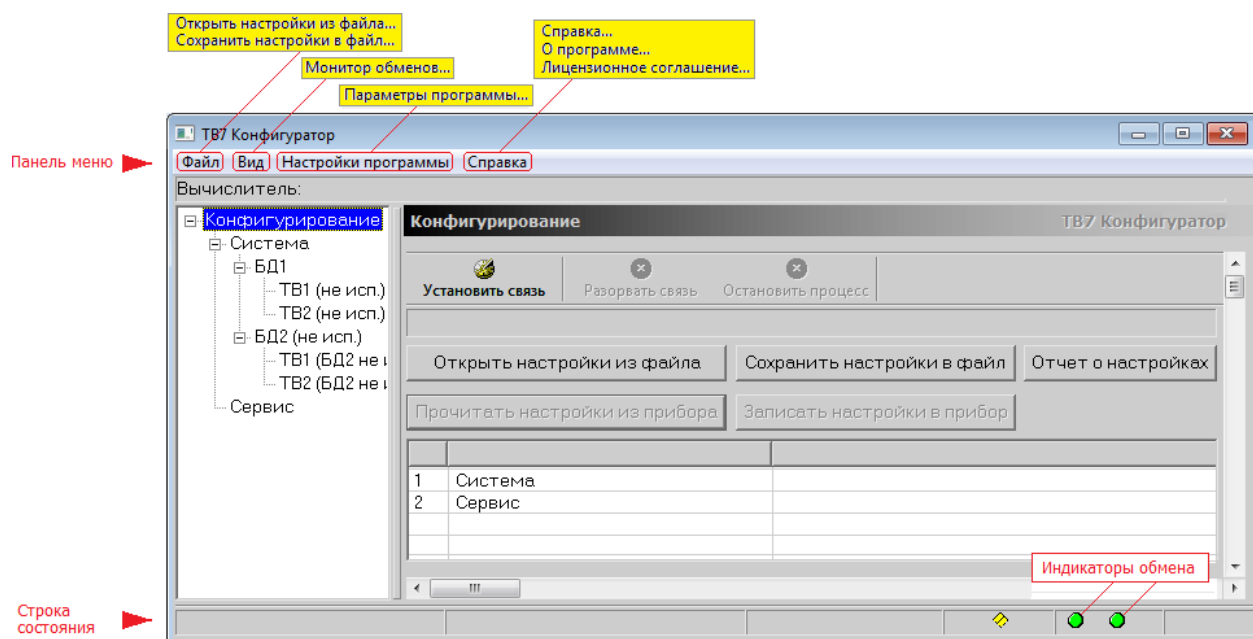 Открыть настройки из файла...
Сохранить настройки в файл...
Справка...
О программе...
Лицензионное соглашение...
Монитор обменов...
Параметры программы...
ТВ7 Конфигуратор
Панель меню
Файл Вид Настройки программы Справка
Вычислитель:
Конфигурирование
Система
БД1
ТВ1 (не исп.)
ТВ2 (не исп.)
БД2 (не исп.)
ТВ1 (БД2 не и
ТВ2 (БД2 не и
Сервис
Конфигурирование
ТВ7 Конфигуратор
Установить связь
Разорвать связь
Остановить процесс
Открыть настройки из файла
Сохранить настройки в файл
Отчет о настройках
Прочитать настройки из прибора
Записать настройки в прибор
1 Система
2 Сервис
Индикаторы обмена
Строка
состояния